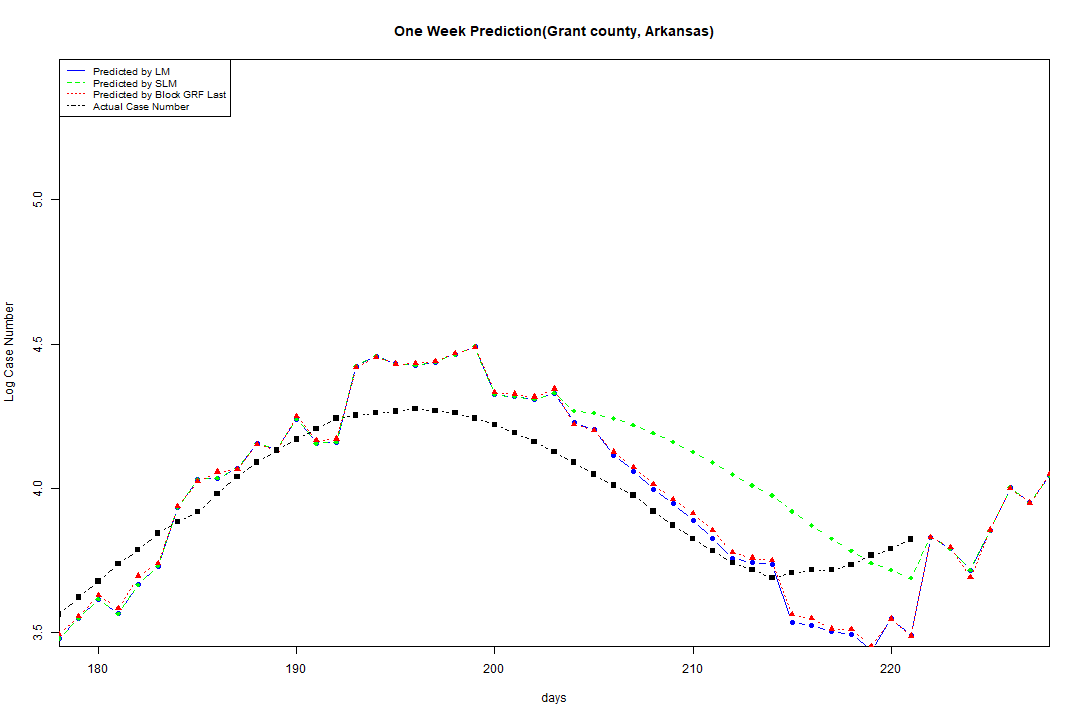 One Week Prediction(Grant county, Arkansas)
Predicted by LM
Predicted by SLM
Predicted by Block GRF Last
Actual Case Number
5.0
4.5
4.0
3.5
Log Case Number
180 190 200 210 220
days